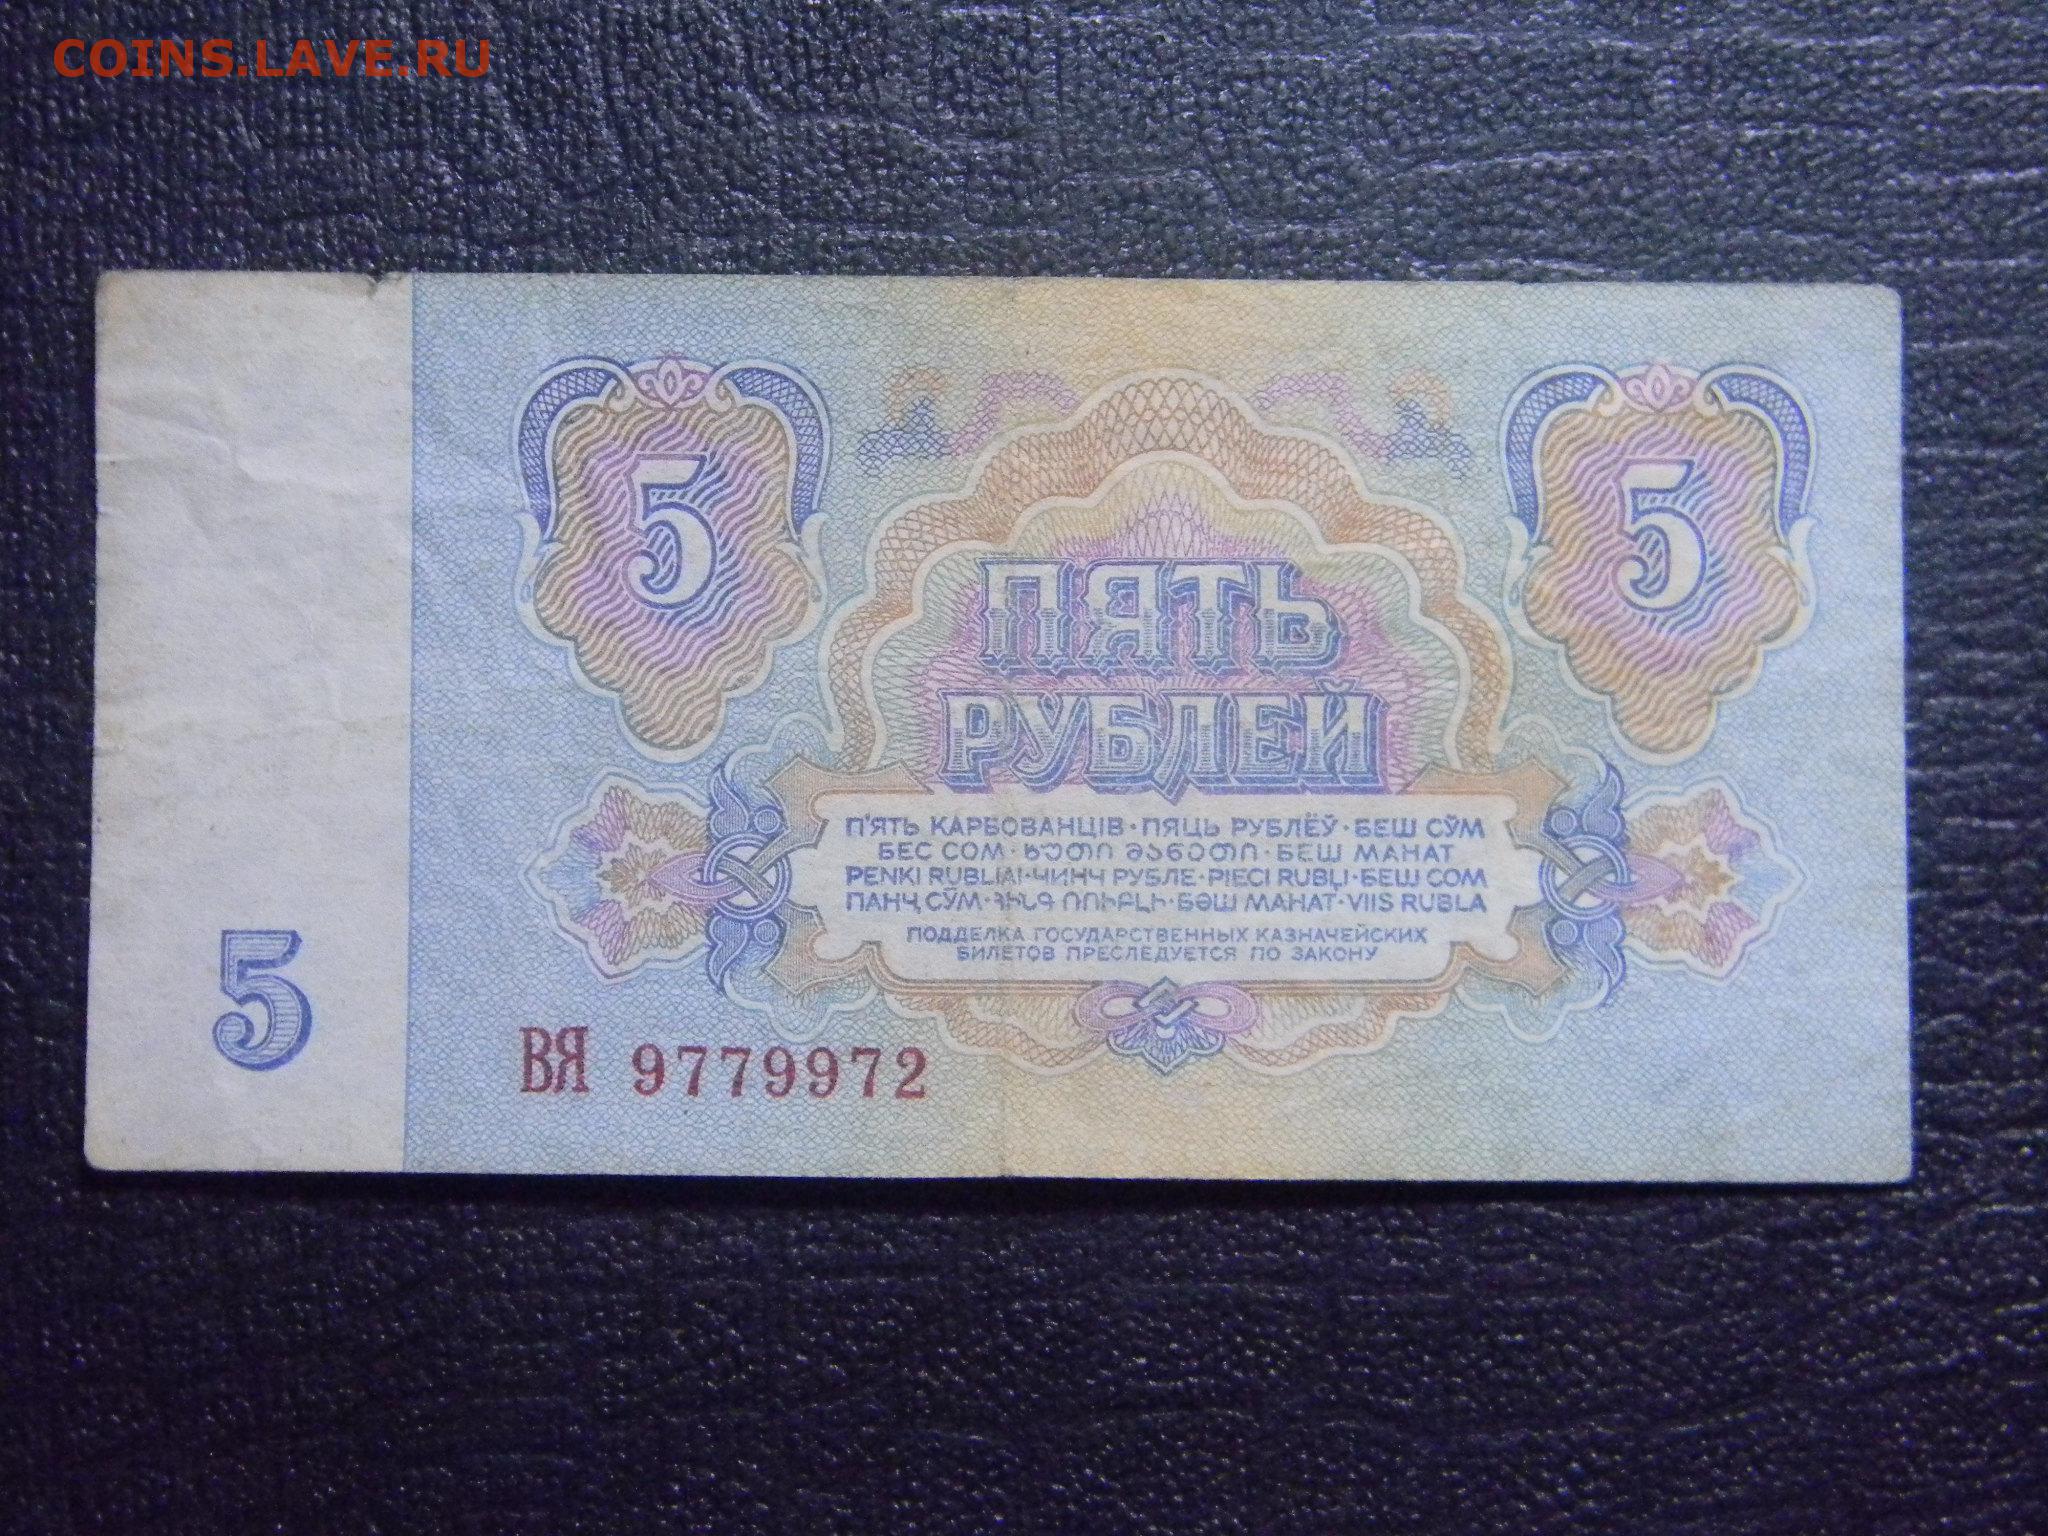 COINS.LAVE.RU
5
5
ПЯТЬ
РУБЛЕЙ
П'ЯТЬ КАРБОВАНЦІВ · ПЯЦЬ РУБЛЁЎ · БЕШ СЎМ
БЕС СОМ · ხუთი მანეთი · БЕШ МАНАТ
PENKI RUBLIAI · ЧИНЧ РУБЛЕ · PIECI RUBĻI · БЕШ СОМ
ПАНҶ СӮМ · ՀԻՆԳ ՌՈՒԲԼԻ · БӘШ МАНАТ · VIIS RUBLA
ПОДДЕЛКА ГОСУДАРСТВЕННЫХ КАЗНАЧЕЙСКИХ
БИЛЕТОВ ПРЕСЛЕДУЕТСЯ ПО ЗАКОНУ
5
ВЯ 9779972